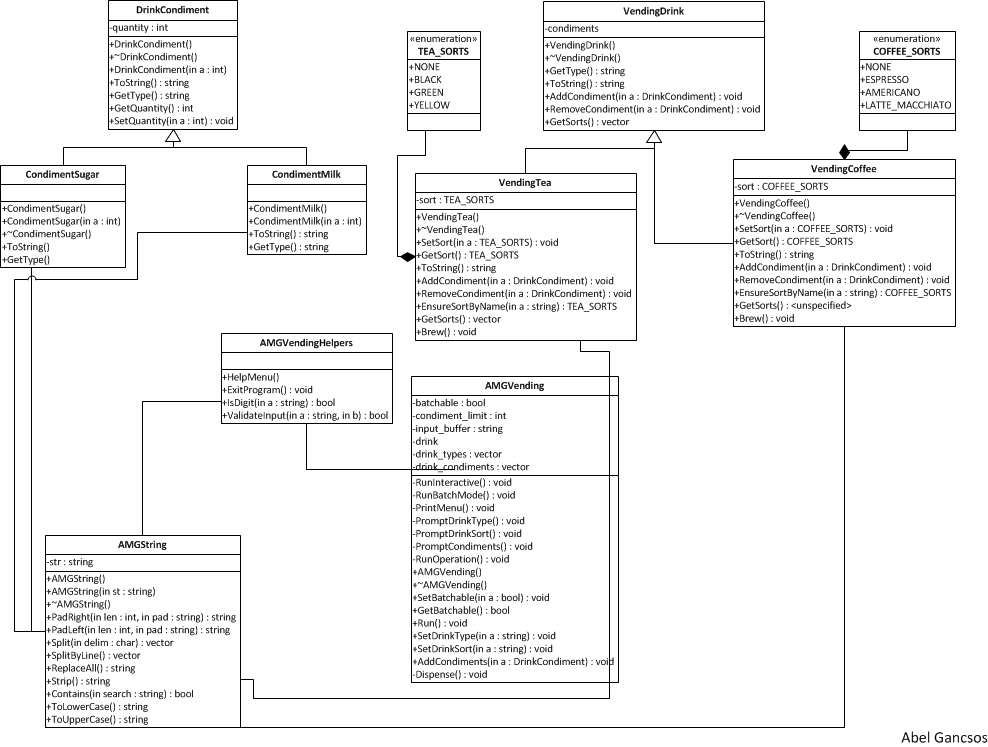 DrinkCondiment
-quantity : int
+DrinkCondiment()
+~DrinkCondiment()
+DrinkCondiment(in a : int)
+ToString() : string
+GetType() : string
+GetQuantity() : int
+SetQuantity(in a : int) : void
«enumeration»
TEA_SORTS
+NONE
+BLACK
+GREEN
+YELLOW
VendingDrink
-condiments
+VendingDrink()
+~VendingDrink()
+GetType() : string
+ToString() : string
+AddCondiment(in a : DrinkCondiment) : void
+RemoveCondiment(in a : DrinkCondiment) : void
+GetSorts() : vector
«enumeration»
COFFEE_SORTS
+NONE
+ESPRESSO
+AMERICANO
+LATTE_MACCHIATO
CondimentSugar
+CondimentSugar()
+CondimentSugar(in a : int)
+~CondimentSugar()
+ToString()
+GetType()
CondimentMilk
+CondimentMilk()
+CondimentMilk(in a : int)
+ToString() : string
+GetType() : string
VendingTea
-sort : TEA_SORTS
+VendingTea()
+~VendingTea()
+SetSort(in a : TEA_SORTS) : void
+GetSort() : TEA_SORTS
+ToString() : string
+AddCondiment(in a : DrinkCondiment) : void
+RemoveCondiment(in a : DrinkCondiment) : void
+EnsureSortByName(in a : string) : TEA_SORTS
+GetSorts() : vector
+Brew() : void
VendingCoffee
-sort : COFFEE_SORTS
+VendingCoffee()
+~VendingCoffee()
+SetSort(in a : COFFEE_SORTS) : void
+GetSort() : COFFEE_SORTS
+ToString() : string
+AddCondiment(in a : DrinkCondiment) : void
+RemoveCondiment(in a : DrinkCondiment) : void
+EnsureSortByName(in a : string) : COFFEE_SORTS
+GetSorts() : <unspecified>
+Brew() : void
AMGVendingHelpers
+HelpMenu()
+ExitProgram() : void
+IsDigit(in a : string) : bool
+ValidateInput(in a : string, in b) : bool
AMGVending
-batchable : bool
-condiment_limit : int
-input_buffer : string
-drink
-drink_types : vector
-drink_condiments : vector
-RunInteractive() : void
-RunBatchMode() : void
-PrintMenu() : void
-PromptDrinkType() : void
-PromptDrinkSort() : void
-PromptCondiments() : void
-RunOperation() : void
+AMGVending()
+~AMGVending()
+SetBatchable(in a : bool) : void
+GetBatchable() : bool
+Run() : void
+SetDrinkType(in a : string) : void
+SetDrinkSort(in a : string) : void
+AddCondiments(in a : DrinkCondiment) : void
-Dispense() : void
AMGString
-str : string
+AMGString()
+AMGString(in st : string)
+~AMGString()
+PadRight(in len : int, in pad : string) : string
+PadLeft(in len : int, in pad : string) : string
+Split(in delim : char) : vector
+SplitByLine() : vector
+ReplaceAll() : string
+Strip() : string
+Contains(in search : string) : bool
+ToLowerCase() : string
+ToUpperCase() : string
Abel Gancsos